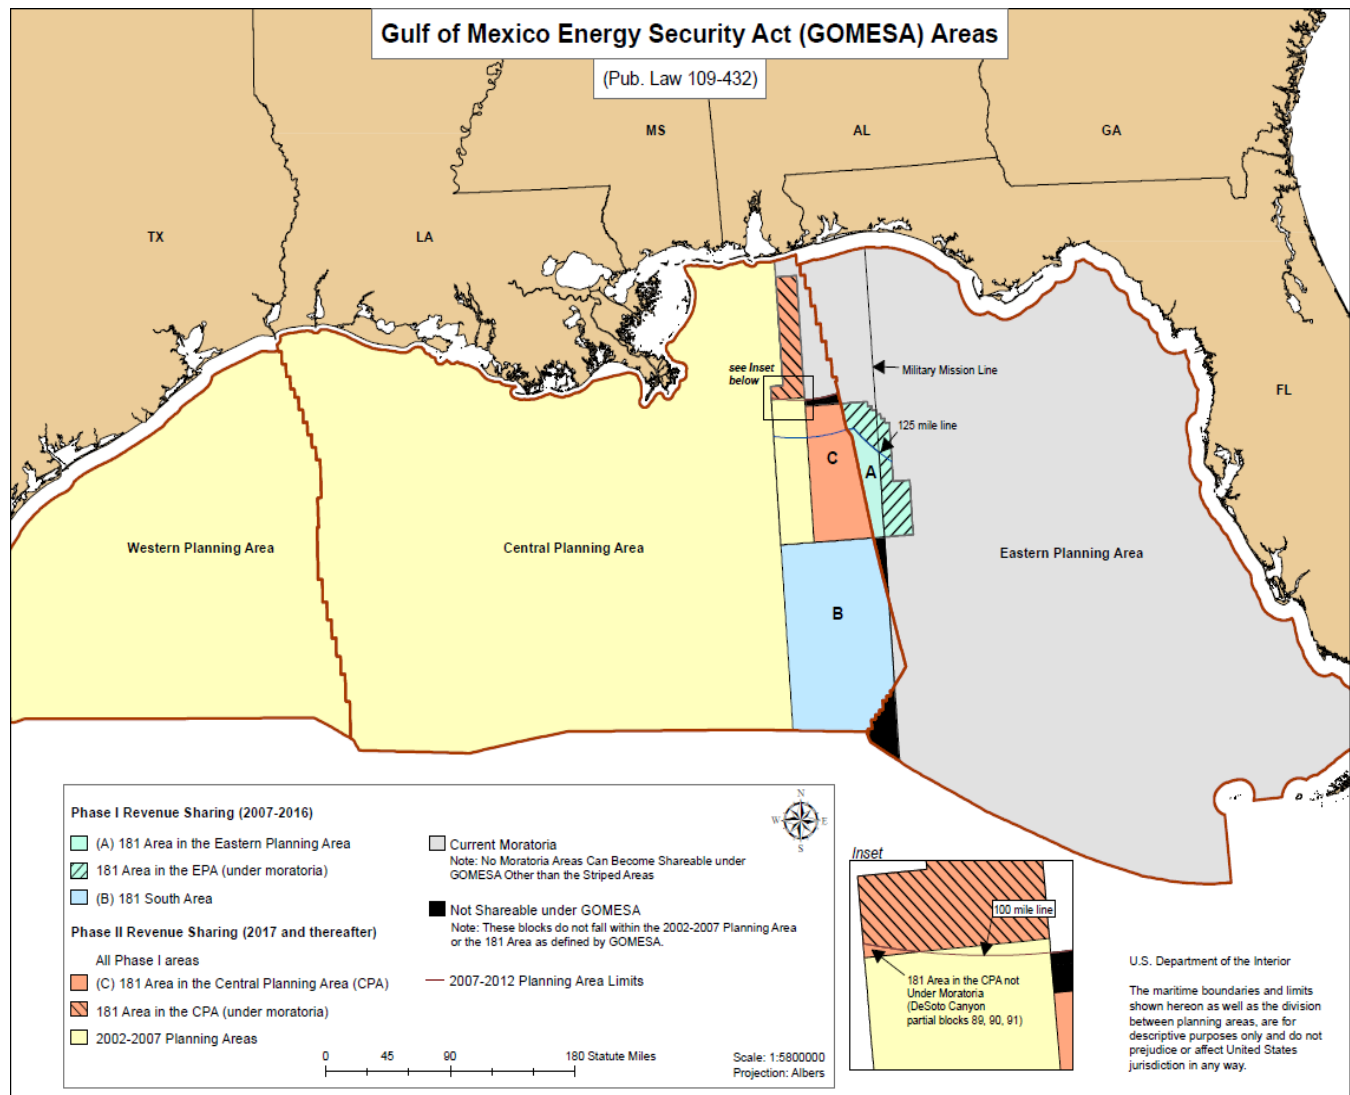 Gulf of Mexico Energy Security Act (GOMESA) Areas
(Pub. Law 109-432)
MS
AL
GA
TX
LA
FL
see Inset
below
Military Mission Line
125 mile line
C
A
Western Planning Area
Central Planning Area
Eastern Planning Area
B
Phase I Revenue Sharing (2007-2016)
(A) 181 Area in the Eastern Planning Area
181 Area in the EPA (under moratoria)
(B) 181 South Area
Phase II Revenue Sharing (2017 and thereafter)
All Phase I areas
(C) 181 Area in the Central Planning Area (CPA)
181 Area in the CPA (under moratoria)
2002-2007 Planning Areas
Current Moratoria
Note: No Moratoria Areas Can Become Shareable under
GOMESA Other than the Striped Areas
Not Shareable under GOMESA
Note: These blocks do not fall within the 2002-2007 Planning Area
or the 181 Area as defined by GOMESA.
2007-2012 Planning Area Limits
N
W E
S
0 45 90 180 Statute Miles
Scale: 1:5800000
Projection: Albers
Inset
100 mile line
181 Area in the CPA not
Under Moratoria
(DeSoto Canyon
partial blocks 89, 90, 91)
U.S. Department of the Interior
The maritime boundaries and limits
shown hereon as well as the division
between planning areas, are for
descriptive purposes only and do not
prejudice or affect United States
jurisdiction in any way.